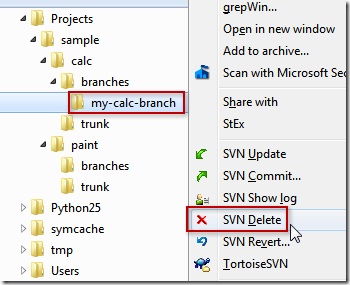 Projects
sample
calc
branches
my-calc-branch
trunk
paint
branches
trunk
Python25
symcache
tmp
Users
grepWin...
Open in new window
Add to archive...
Scan with Microsoft Sec
Share with
StEx
SVN Update
SVN Commit...
SVN Show log
SVN Delete
SVN Revert...
TortoiseSVN